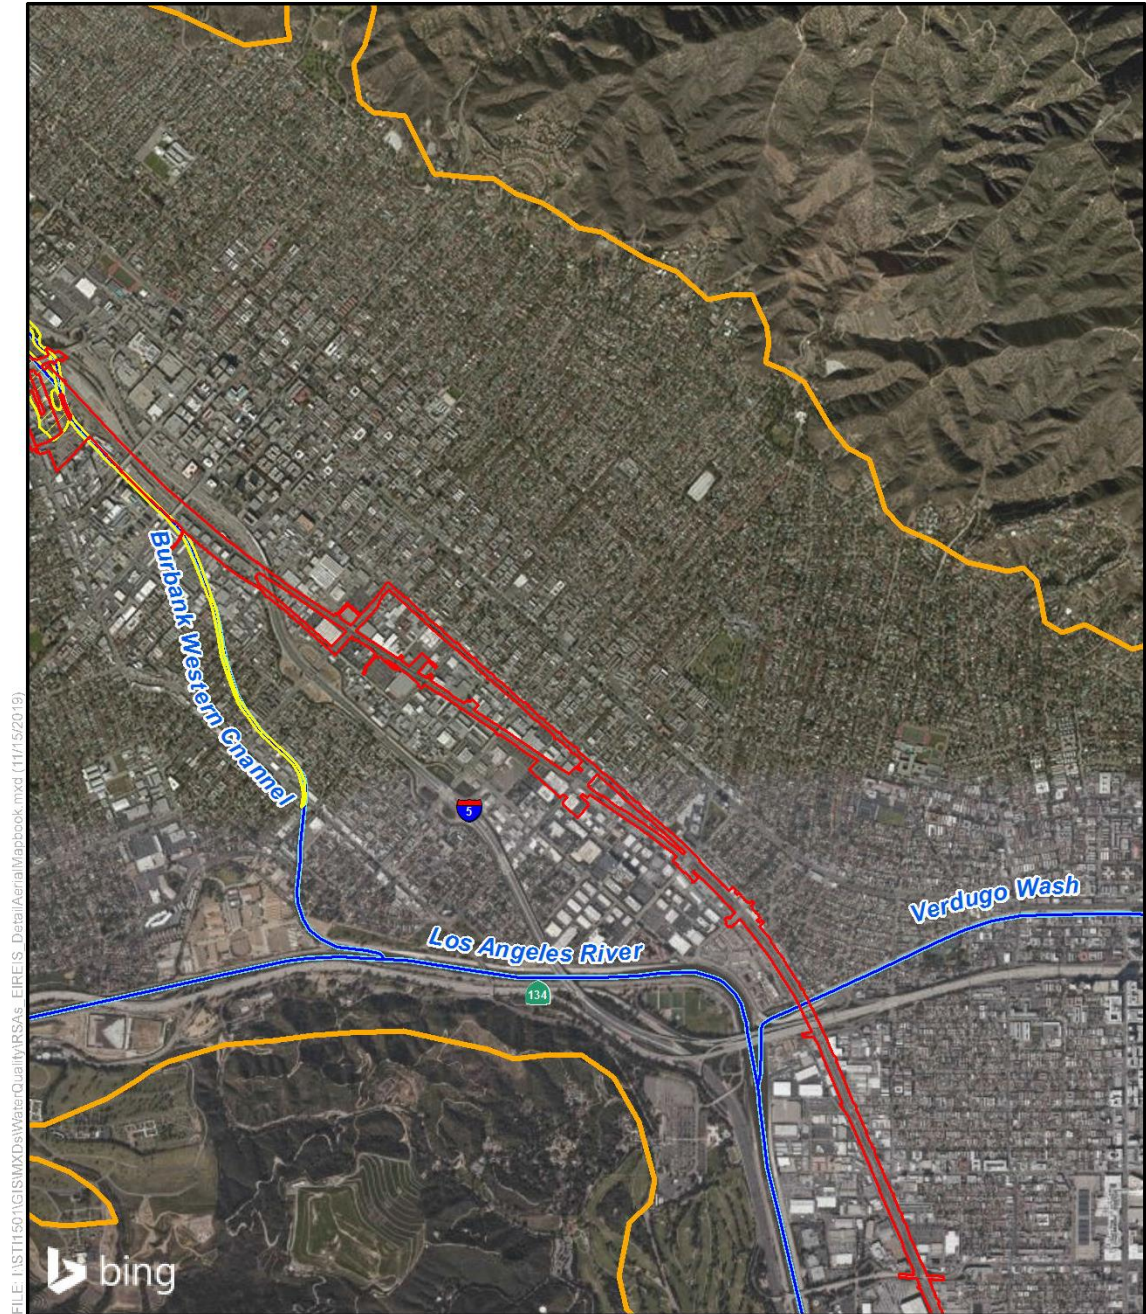 FILE: I:\STI1501\GIS\MXDs\WaterQuality\RSAs_EIREIS_DetailAerialMapbook.mxd (11/15/2019)
Burbank Western Channel
5
Los Angeles River
134
Verdugo Wash
bing